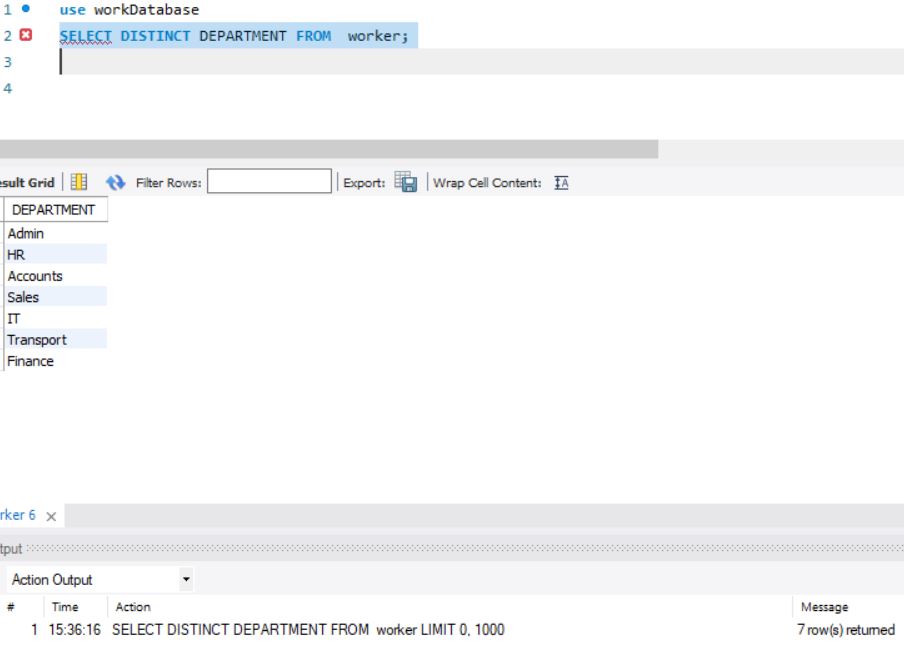 1 use workDatabase
2 SELECT DISTINCT DEPARTMENT FROM  worker;
3
4
esult Grid Filter Rows: Export: Wrap Cell Content: IA
DEPARTMENT
Admin
HR
Accounts
Sales
IT
Transport
Finance
rker 6 ×
tput
Action Output
# Time Action Message
1 15:36:16 SELECT DISTINCT DEPARTMENT FROM  worker LIMIT 0, 1000 7 row(s) returned